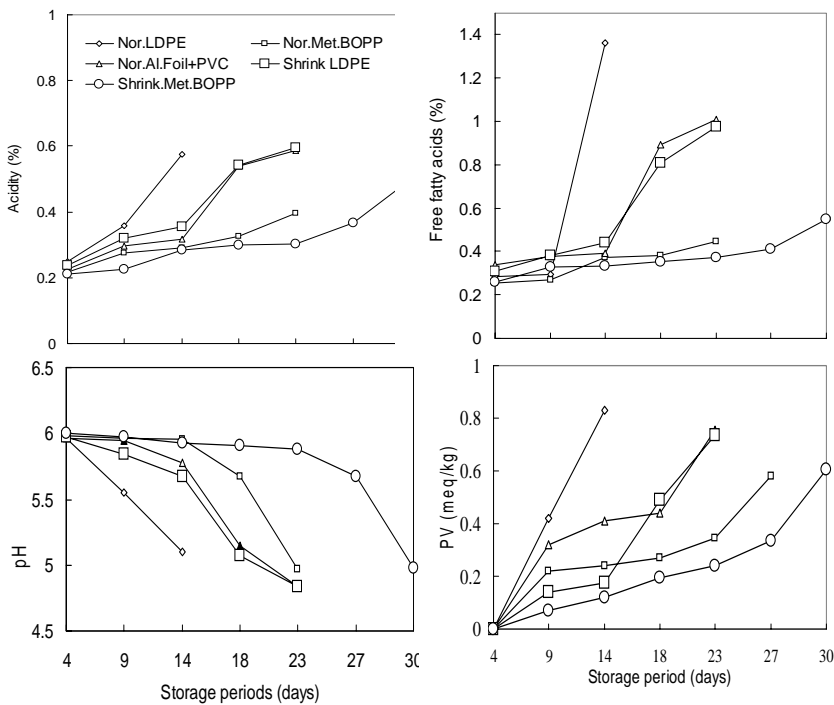 1
0.8
0.6
0.4
0.2
0
Acidity (%)
Nor.LDPE
Nor.Met.BOPP
Nor.Al.Foil+PVC
Shrink LDPE
Shrink.Met.BOPP
1.4
1.2
1
0.8
0.6
0.4
0.2
0
Free fatty acids (%)
6.5
6
5.5
5
4.5
pH
4 9 14 18 23 27 30
Storage periods (days)
1
0.8
0.6
0.4
0.2
0
PV (meq/kg)
4 9 14 18 23 27 30
Storage period (days)